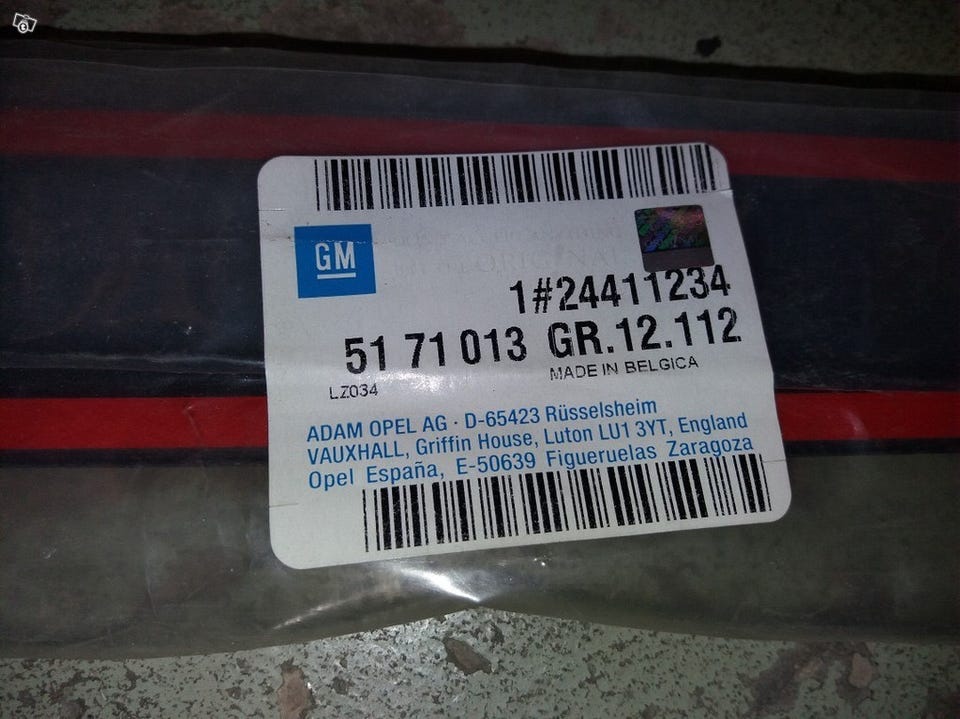 GM
ORIGINAL
1#24411234
51 71 013 GR.12.112
LZ034 MADE IN BELGICA
ADAM OPEL AG · D-65423 Rüsselsheim
VAUXHALL, Griffin House, Luton LU1 3YT, England
Opel España, E-50639 Figueruelas Zaragoza